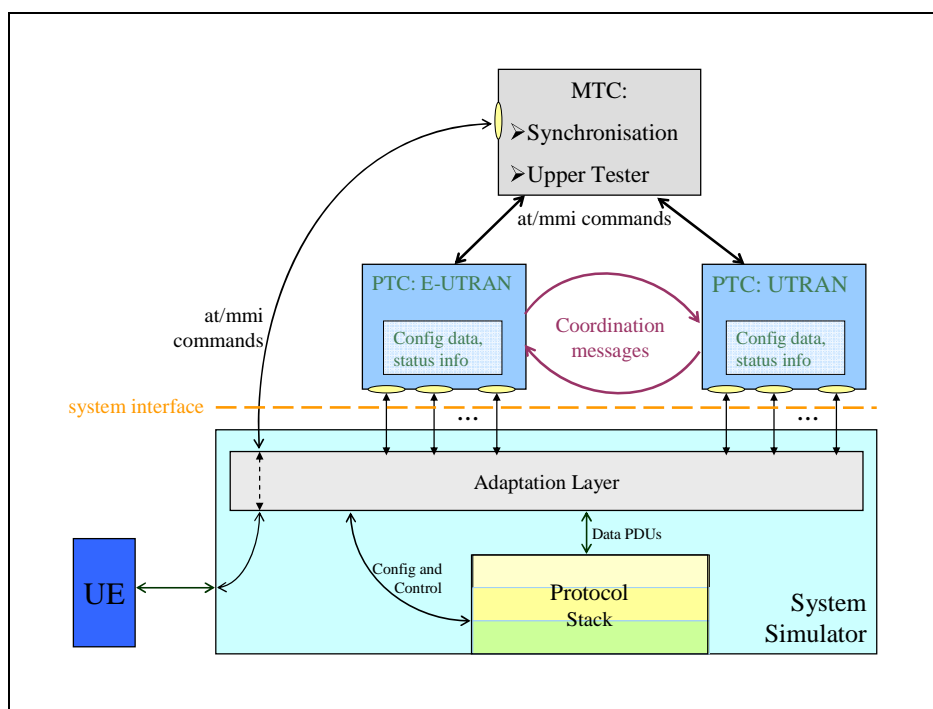 MTC:
➢Synchronisation
➢Upper Tester
at/mmi commands
PTC: E-UTRAN
PTC: UTRAN
at/mmi
commands
Config data,
status info
Coordination
messages
Config data,
status info
system interface
...
...
Adaptation Layer
Data PDUs
Config and
Control
UE
Protocol
Stack
System
Simulator